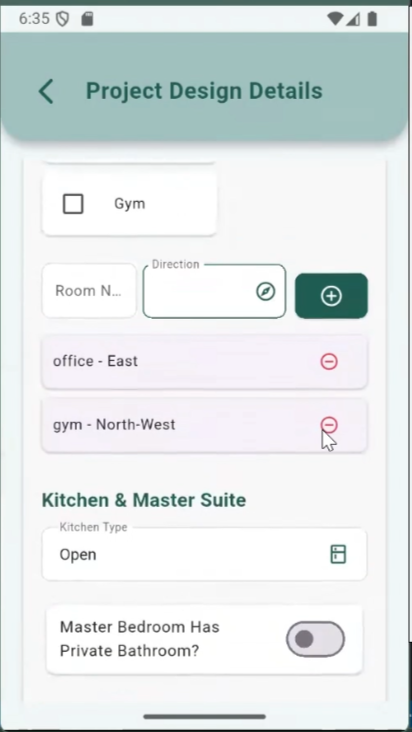 6:35
Project Design Details
Gym
Room N...
Direction
office - East
gym - North-West
Kitchen & Master Suite
Kitchen Type
Open
Master Bedroom Has
Private Bathroom?